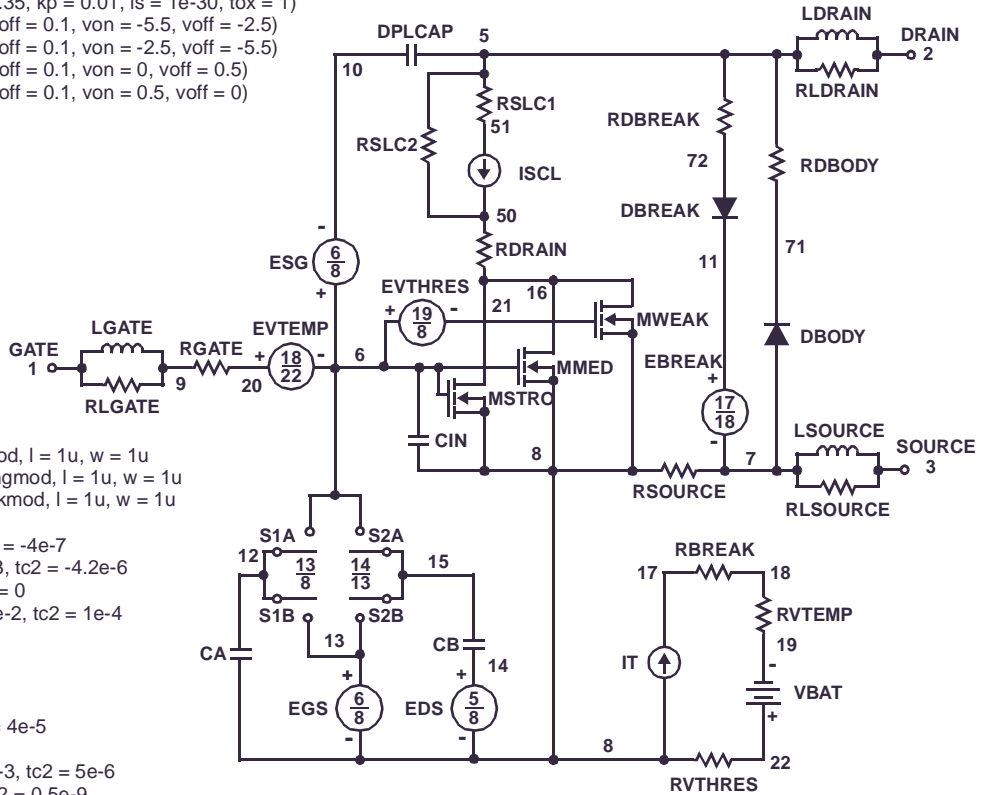 .35, kp = 0.01, is = 1e-30, tox = 1)
off = 0.1, von = -5.5, voff = -2.5)
off = 0.1, von = -2.5, voff = -5.5)
off = 0.1, von = 0, voff = 0.5)
off = 0.1, von = 0.5, voff = 0)
LDRAIN
DPLCAP
5
DRAIN
2
10
RLDRAIN
RSLC1
51
RDBREAK
RSLC2
72
RDBODY
ISCL
DBREAK
50
RDRAIN
71
11
ESG
6
8
EVTHRES
16
21
19
8
MWEAK
LGATE
EVTEMP
DBODY
GATE
1
RGATE
18
22
6
EBREAK
MMED
9
20
MSTRO
RLGATE
17
18
CIN
LSOURCE
8
7
SOURCE
3
od, l = 1u, w = 1u
ngmod, l = 1u, w = 1u
kmod, l = 1u, w = 1u
RSOURCE
RLSOURCE
= -4e-7
S1A
S2A
12
13
8
14
13
15
RBREAK
3, tc2 = -4.2e-6
17
18
= 0
e-2, tc2 = 1e-4
S1B
S2B
RVTEMP
13
CB
19
CA
14
IT
VBAT
EGS
6
8
EDS
5
8
= 4e-5
8
22
-3, tc2 = 5e-6
RVTHRES
2 = 0.5e-9